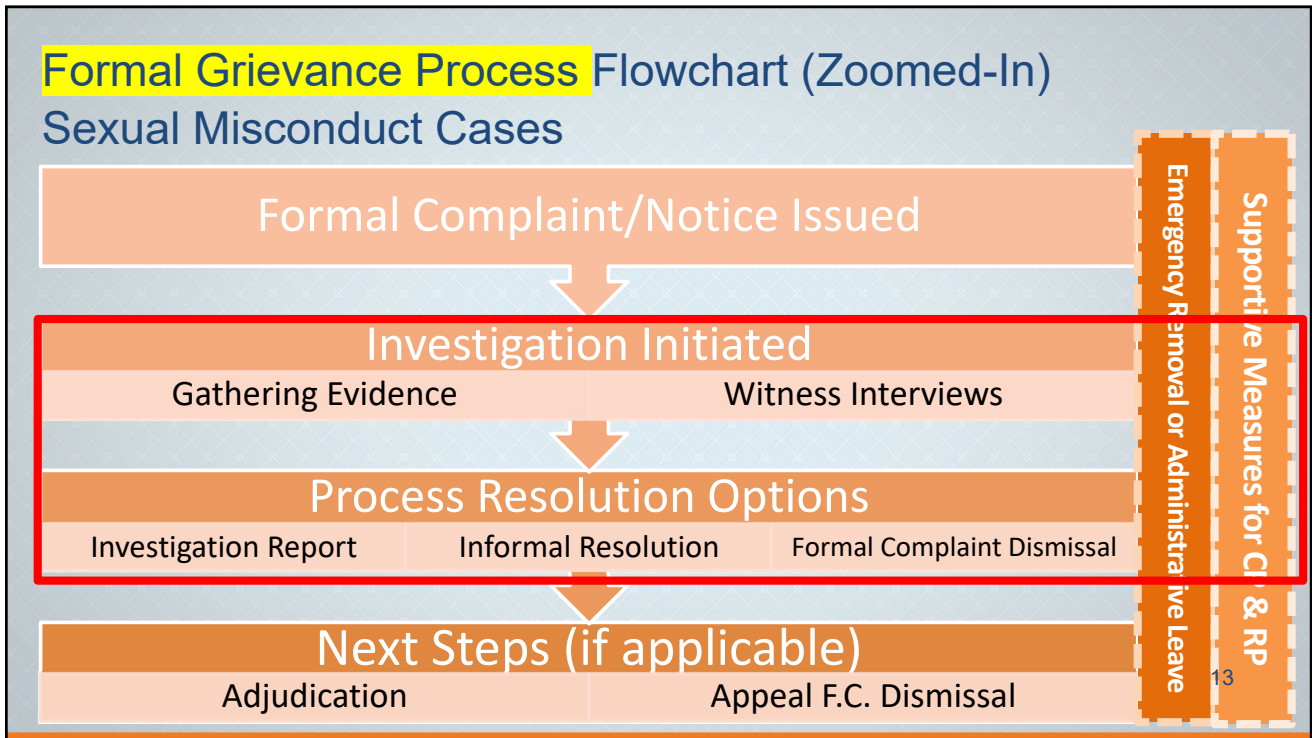 Formal Grievance Process Flowchart (Zoomed-In)
Sexual Misconduct Cases
Formal Complaint/Notice Issued
Investigation Initiated
Gathering Evidence
Witness Interviews
Process Resolution Options
Investigation Report
Informal Resolution
Formal Complaint Dismissal
Next Steps (if applicable)
Adjudication
Appeal F.C. Dismissal
Emergency Removal or Administrative Leave
Supportive Measures for CP & RP
13